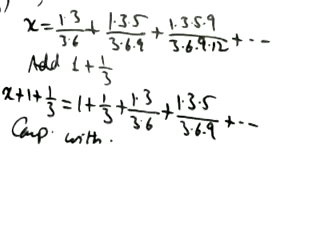 x = 1·3/3·6 + 1·3·5/3·6·9 + 1·3·5·9/3·6·9·12 + - -
Add 1 + 1/3
x + 1 + 1/3 = 1 + 1/3 + 1·3/3·6 + 1·3·5/3·6·9 + - -
Comp. with.